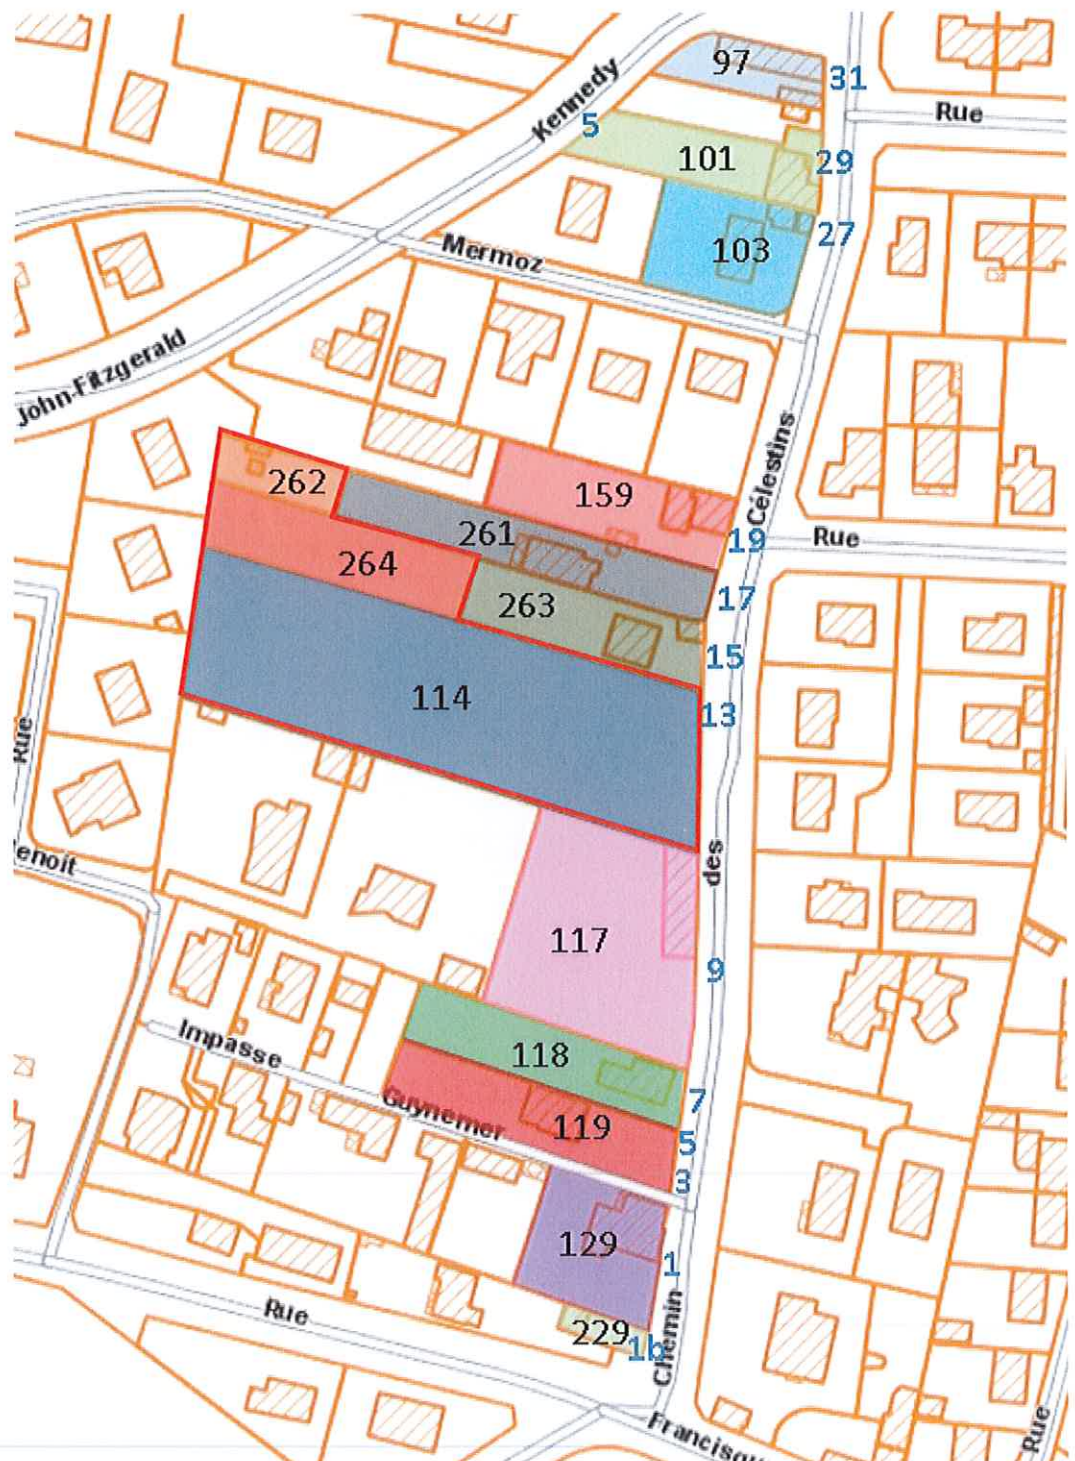 97
31
Kennedy
Rue
5
101
29
27
103
Mermoz
John-Fitzgerald
Célestins
262
159
261
19
Rue
264
263
17
15
114
13
Rue
des
enoit
117
9
Impasse
118
Guynemer
7
119
5
3
129
1
Rue
229
1b
Chemin
Francisqu
Rue